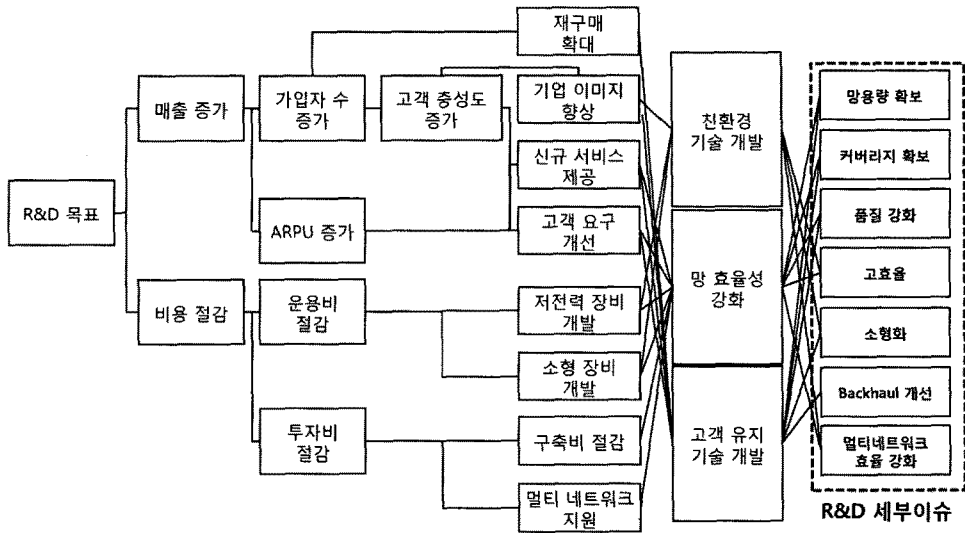 R&D 목표
매출 증가
비용 절감
가입자 수
증가
ARPU 증가
운용비
절감
투자비
절감
고객 충성도
증가
재구매
확대
기업 이미지
향상
신규 서비스
제공
고객 요구
개선
저전력 장비
개발
소형 장비
개발
구축비 절감
멀티 네트워크
지원
친환경
기술 개발
망 효율성
강화
고객 유지
기술 개발
망용량 확보
커버리지 확보
품질 강화
고효율
소형화
Backhaul 개선
멀티네트워크
효율 강화
R&D 세부이슈